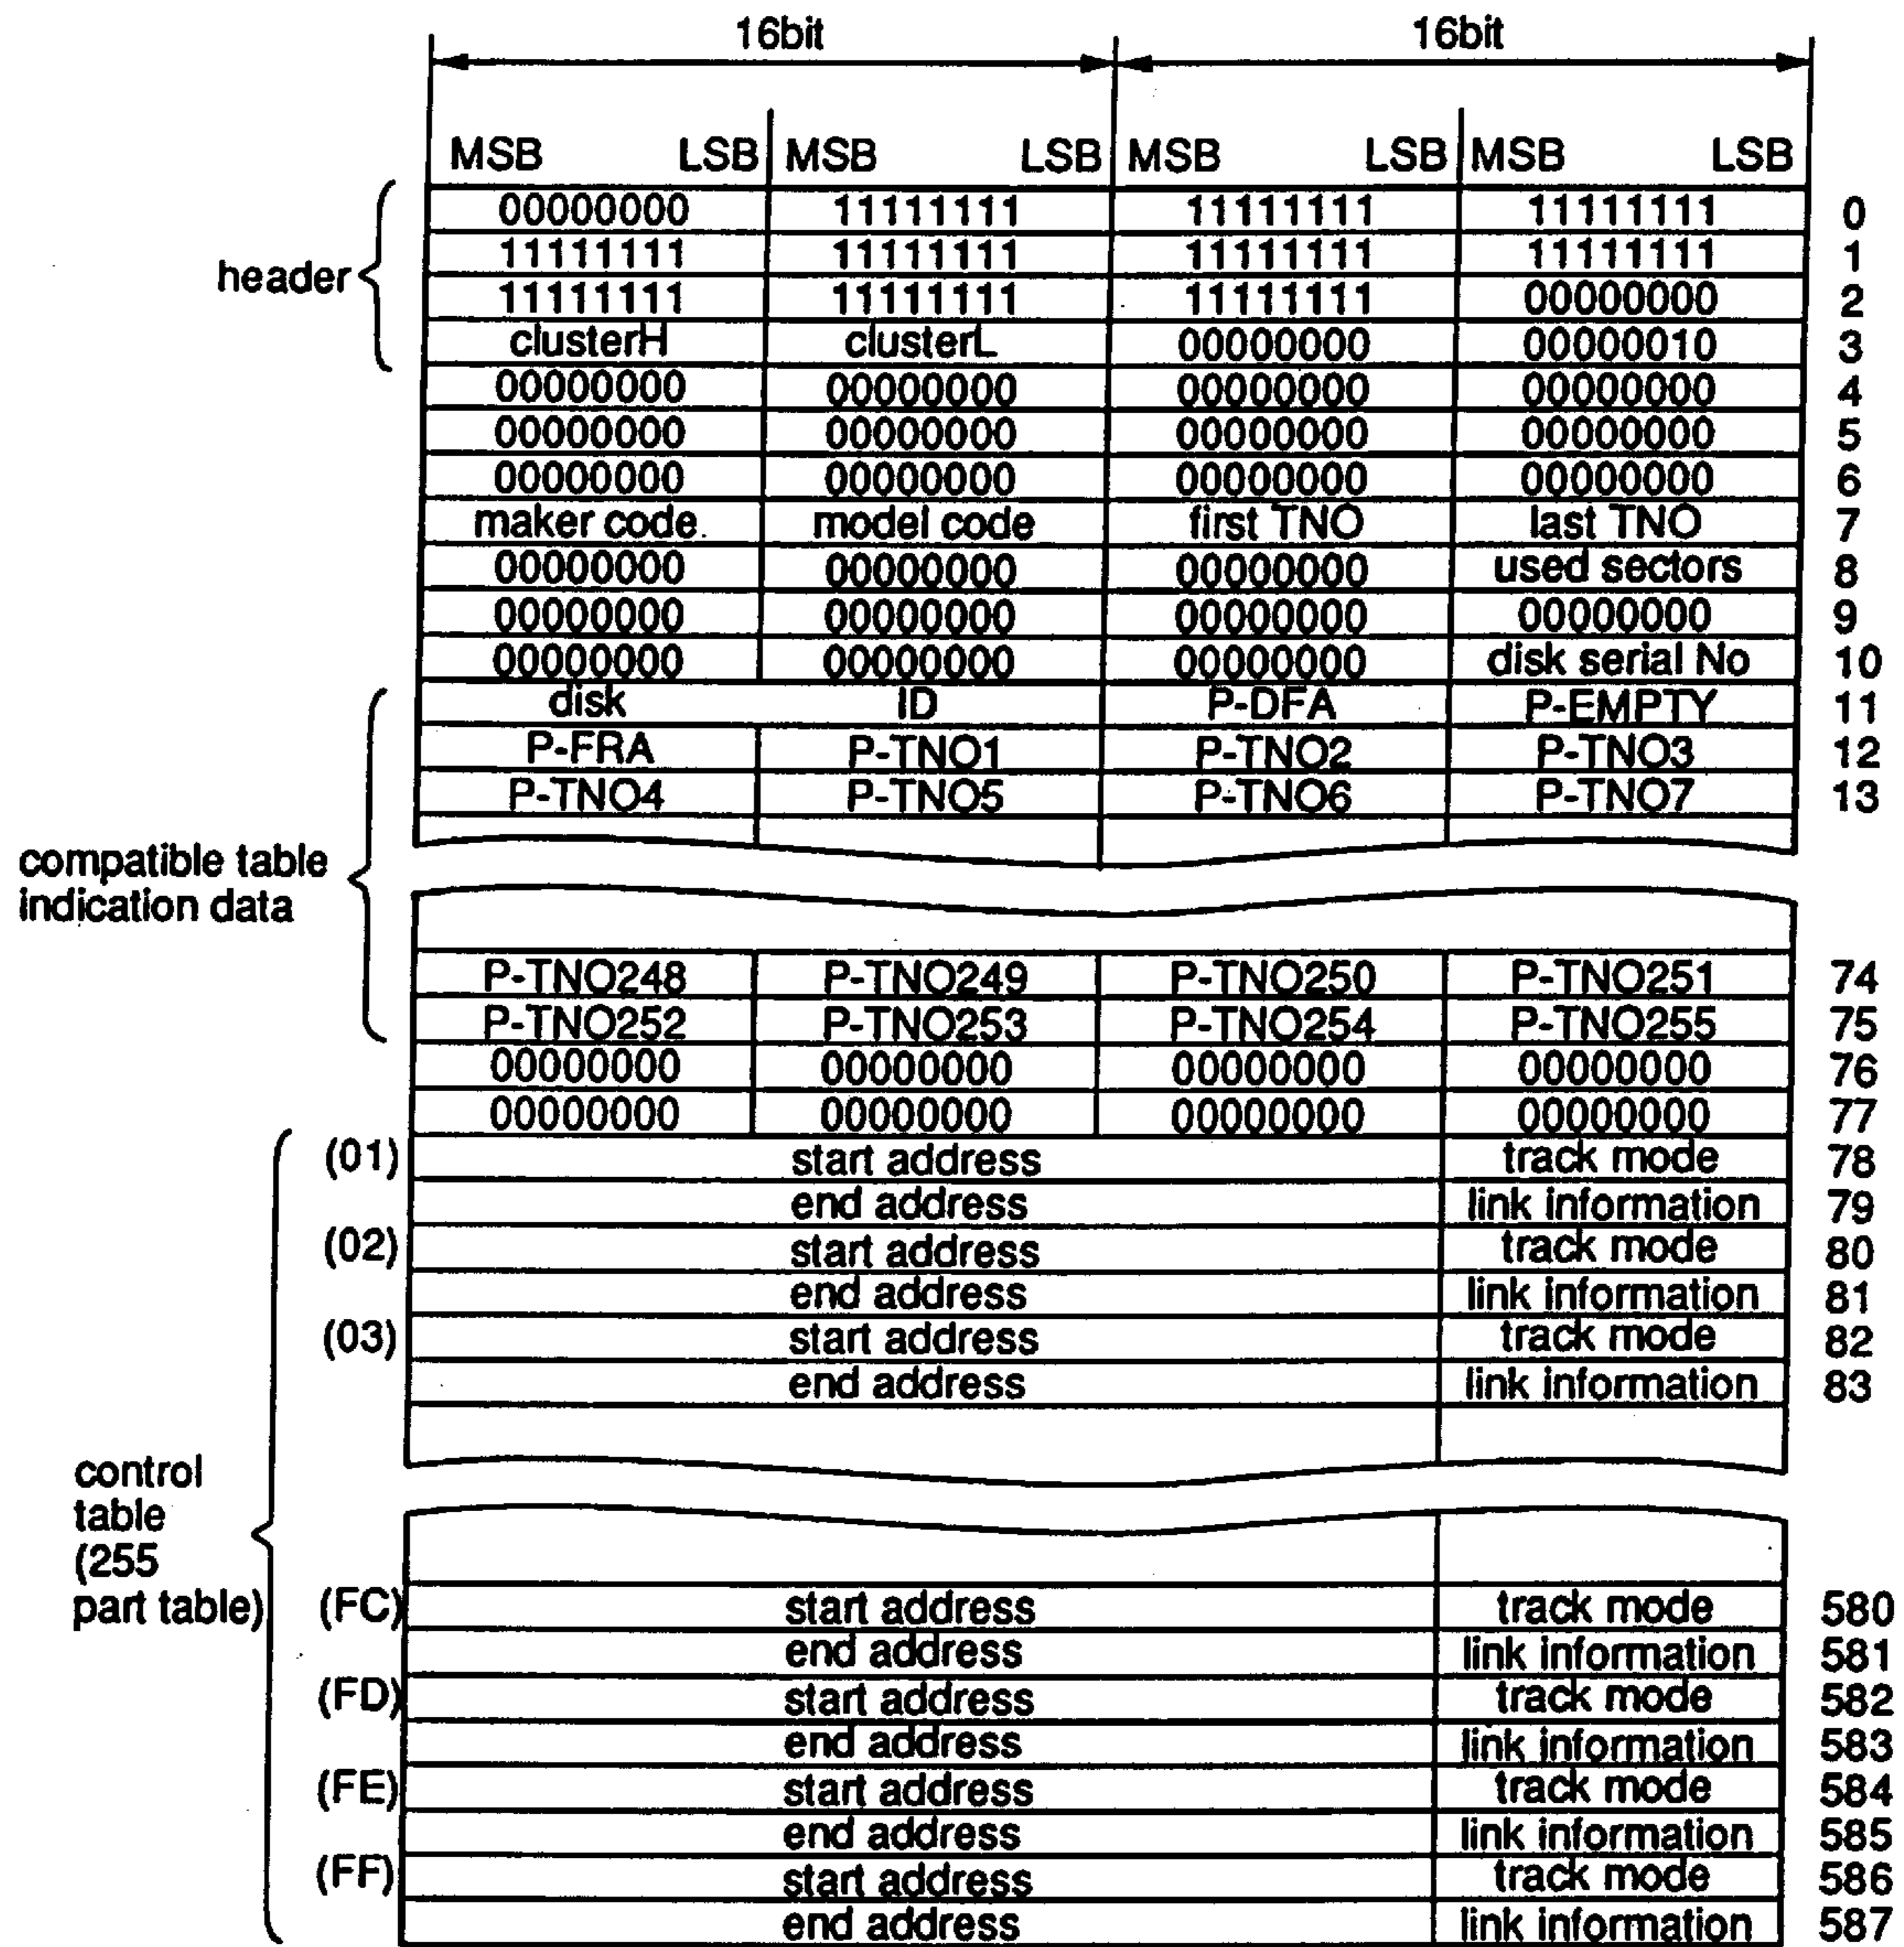 16bit 16bit
MSB LSB MSB LSB MSB LSB MSB LSB
header
00000000 11111111 11111111 11111111 0
11111111 11111111 11111111 11111111 1
11111111 11111111 11111111 00000000 2
clusterH clusterL 00000000 00000010 3
00000000 00000000 00000000 00000000 4
00000000 00000000 00000000 00000000 5
00000000 00000000 00000000 00000000 6
maker code. model code first TNO last TNO 7
00000000 00000000 00000000 used sectors 8
00000000 00000000 00000000 00000000 9
00000000 00000000 00000000 disk serial No 10
compatible table
indication data
disk ID P-DFA P-EMPTY 11
P-FRA P-TNO1 P-TNO2 P-TNO3 12
P-TNO4 P-TNO5 P-TNO6 P-TNO7 13
P-TNO248 P-TNO249 P-TNO250 P-TNO251 74
P-TNO252 P-TNO253 P-TNO254 P-TNO255 75
00000000 00000000 00000000 00000000 76
00000000 00000000 00000000 00000000 77
control
table
(255
part table)
(01) start address track mode 78
end address link information 79
(02) start address track mode 80
end address link information 81
(03) start address track mode 82
end address link information 83
(FC) start address track mode 580
end address link information 581
(FD) start address track mode 582
end address link information 583
(FE) start address track mode 584
end address link information 585
(FF) start address track mode 586
end address link information 587